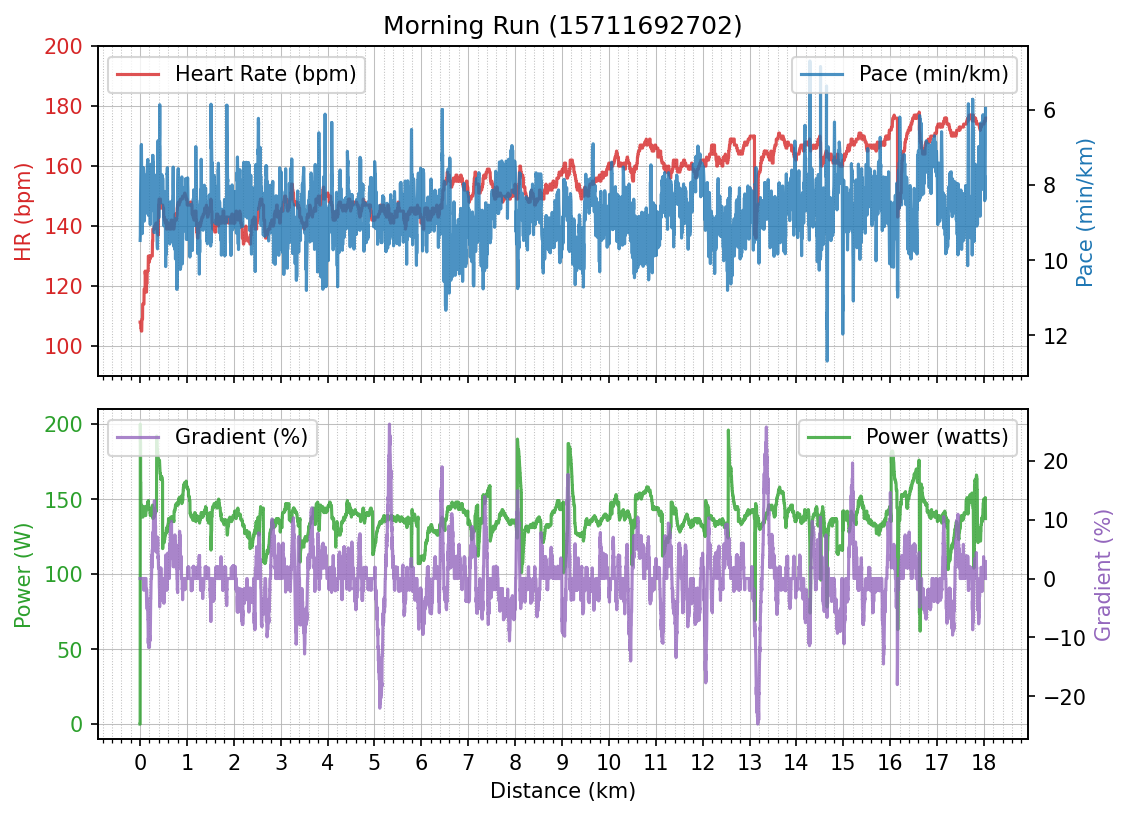 Morning Run (15711692702)
Heart Rate (bpm)
Pace (min/km)
200
180
160
140
120
100
HR (bpm)
6
8
10
12
Pace (min/km)
Gradient (%)
Power (watts)
200
150
100
50
0
Power (W)
20
10
0
−10
−20
Gradient (%)
0 1 2 3 4 5 6 7 8 9 10 11 12 13 14 15 16 17 18
Distance (km)